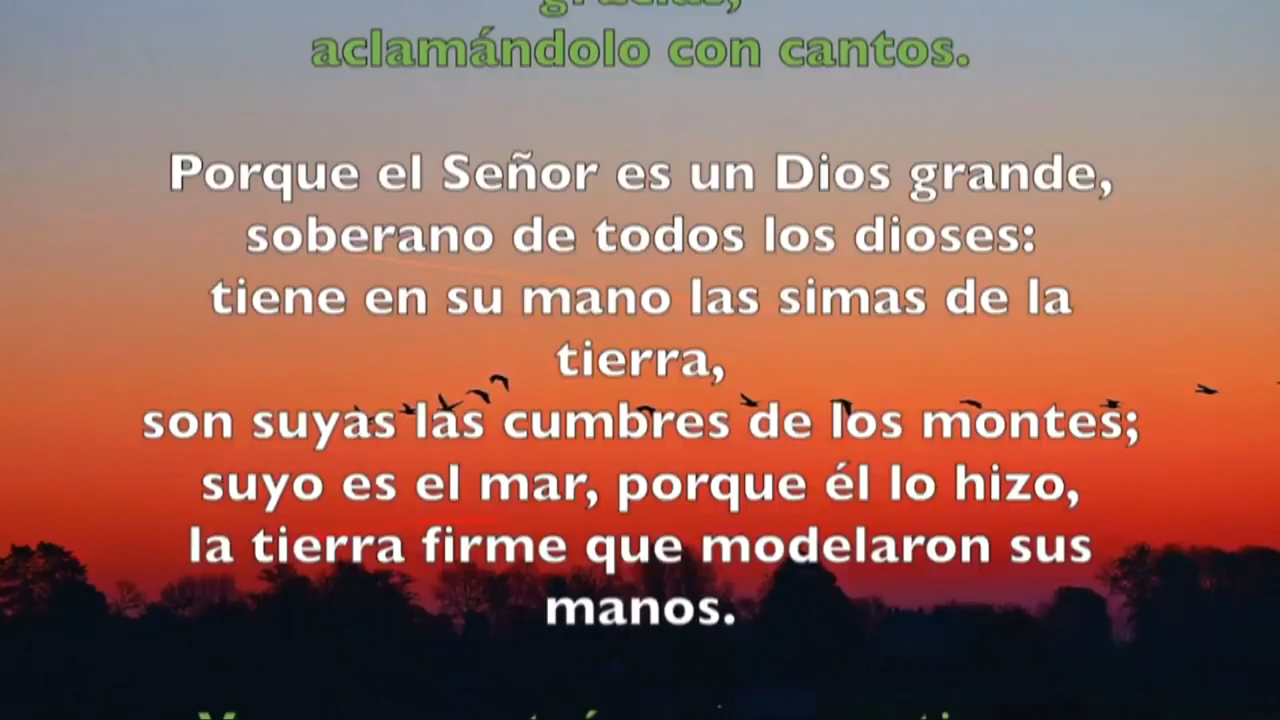 gracias,
aclamándolo con cantos.
Porque el Señor es un Dios grande,
soberano de todos los dioses:
tiene en su mano las simas de la
tierra,
son suyas las cumbres de los montes;
suyo es el mar, porque él lo hizo,
la tierra firme que modelaron sus
manos.